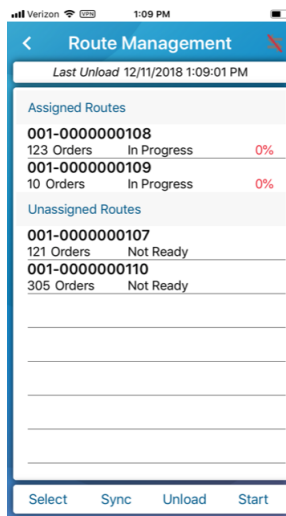 Verizon VPN 1:09 PM
Route Management
Last Unload 12/11/2018 1:09:01 PM
Assigned Routes
001-0000000108
123 Orders In Progress 0%
001-0000000109
10 Orders In Progress 0%
Unassigned Routes
001-0000000107
121 Orders Not Ready
001-0000000110
305 Orders Not Ready
Select Sync Unload Start